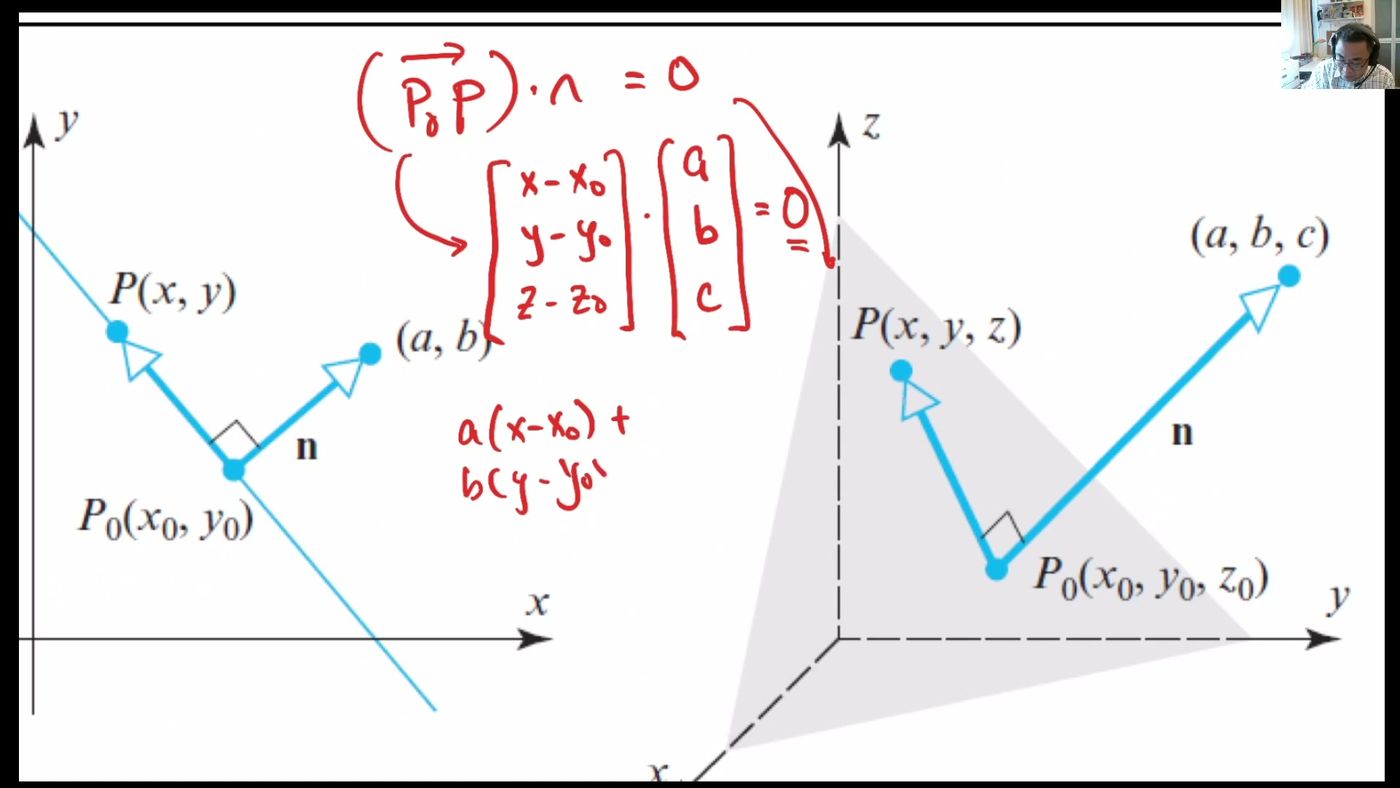 (P₀P) · n = 0
[x - x₀
y - y₀
z - z₀] · [a
b
c] = 0
a(x-x₀) +
b(y-y₀)
y
P(x, y)
(a, b)
n
P₀(x₀, y₀)
x
z
(a, b, c)
P(x, y, z)
n
P₀(x₀, y₀, z₀)
y
x